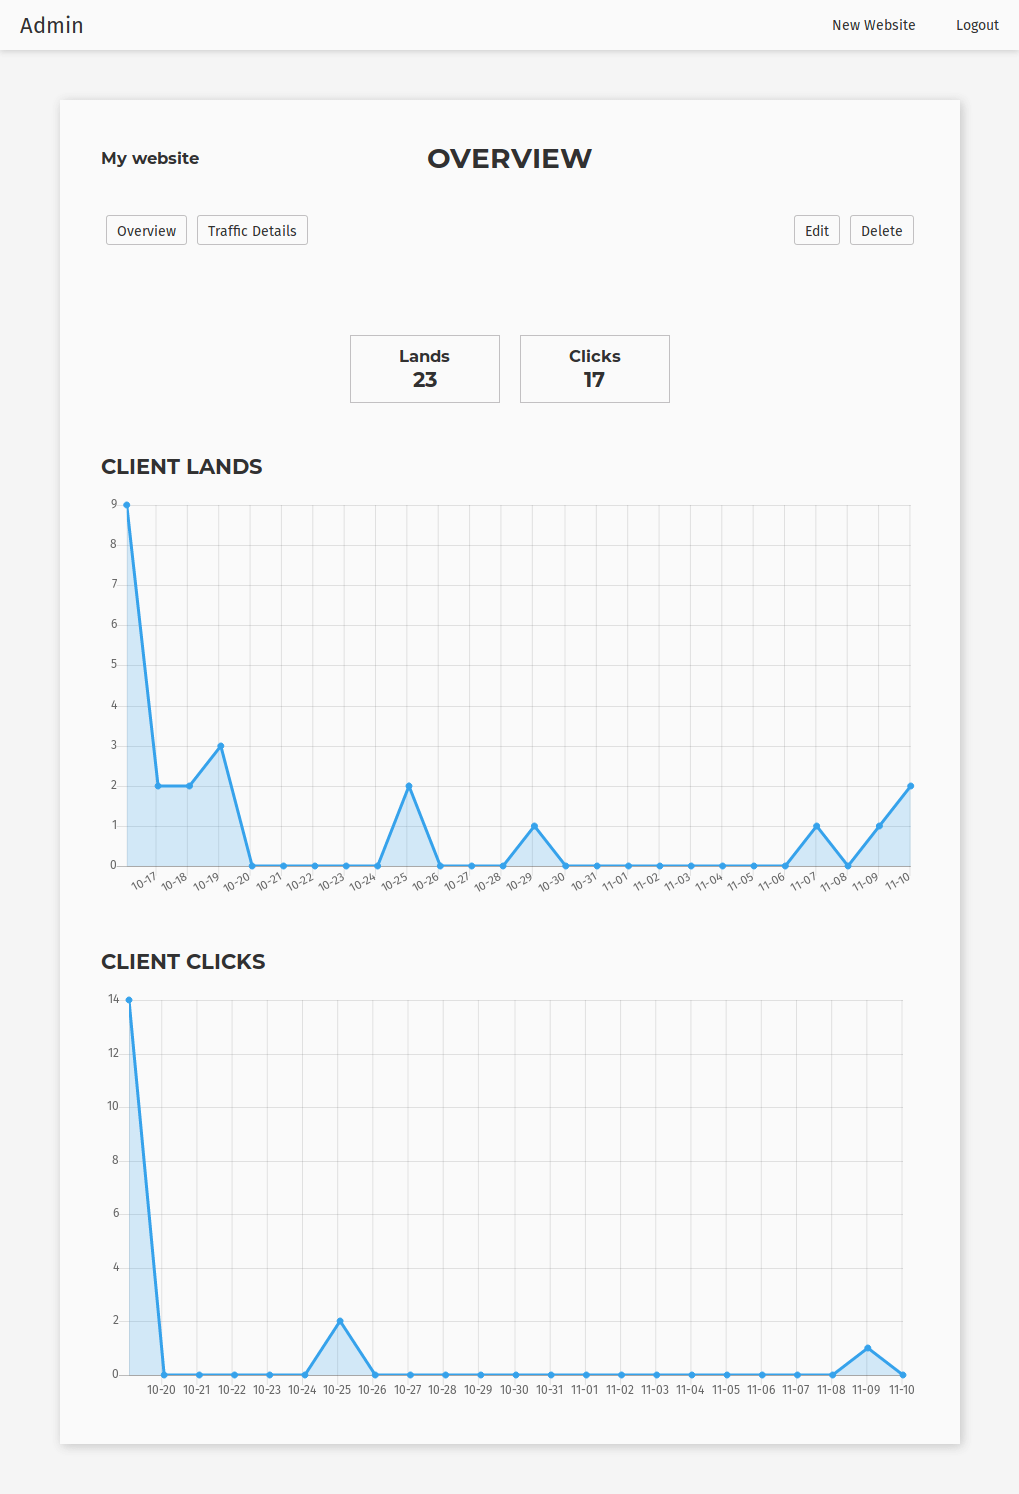 Admin
New Website
Logout
My website
OVERVIEW
Overview
Traffic Details
Edit
Delete
Lands
23
Clicks
17
CLIENT LANDS
9
8
7
6
5
4
3
2
1
0
10-17 10-18 10-19 10-20 10-21 10-22 10-23 10-24 10-25 10-26 10-27 10-28 10-29 10-30 10-31 11-01 11-02 11-03 11-04 11-05 11-06 11-07 11-08 11-09 11-10
CLIENT CLICKS
14
12
10
8
6
4
2
0
10-20 10-21 10-22 10-23 10-24 10-25 10-26 10-27 10-28 10-29 10-30 10-31 11-01 11-02 11-03 11-04 11-05 11-06 11-07 11-08 11-09 11-10